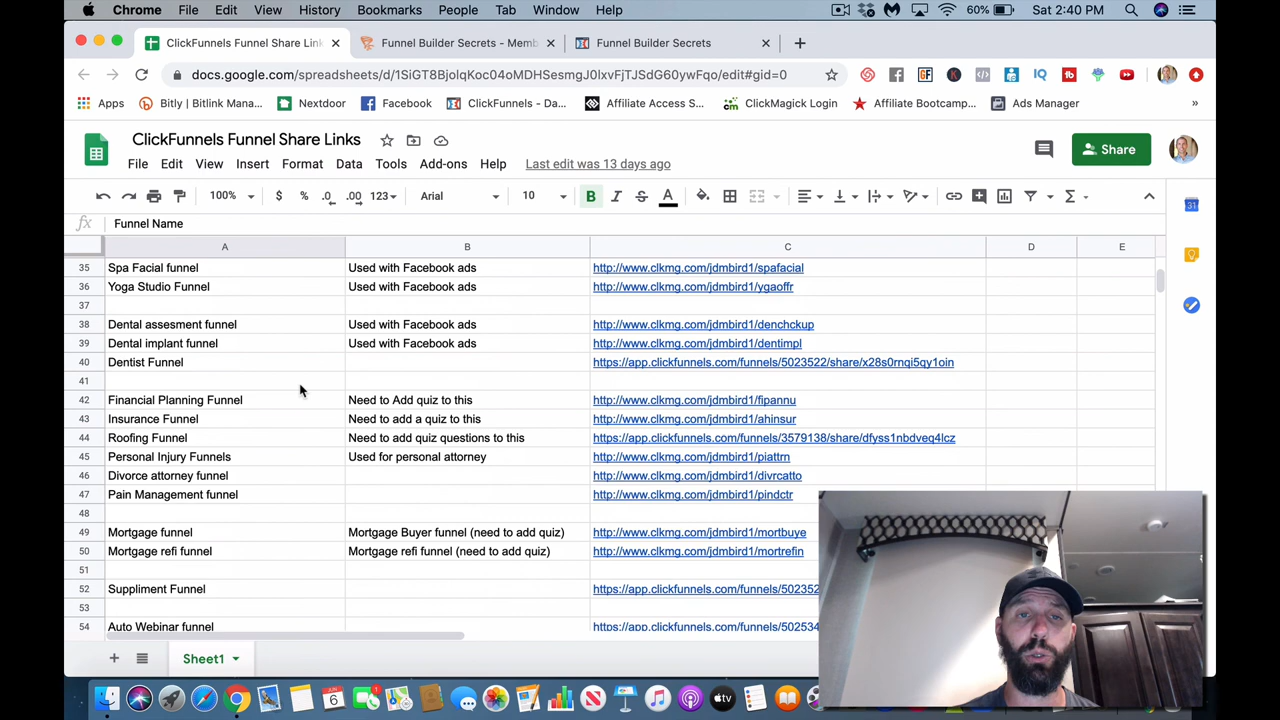 Chrome File Edit View History Bookmarks People Tab Window Help 60% Sat 2:40 PM
ClickFunnels Funnel Share Link Funnel Builder Secrets - Memb Funnel Builder Secrets
docs.google.com/spreadsheets/d/1SiGT8BjolqKoc04oMDHSesmgJ0lxvFjTJSdG60ywFqo/edit#gid=0
Apps Bitly | Bitlink Mana... Nextdoor Facebook ClickFunnels - Da... Affiliate Access S... ClickMagick Login Affiliate Bootcamp... Ads Manager »
ClickFunnels Funnel Share Links
Share
File Edit View Insert Format Data Tools Add-ons Help Last edit was 13 days ago
100% $ % .0 .00 123 Arial 10 B I S A
fx Funnel Name
A B C D E
35 Spa Facial funnel Used with Facebook ads http://www.clkmg.com/jdmbird1/spafacial
36 Yoga Studio Funnel Used with Facebook ads http://www.clkmg.com/jdmbird1/ygaoffr
37
38 Dental assesment funnel Used with Facebook ads http://www.clkmg.com/jdmbird1/denchckup
39 Dental implant funnel Used with Facebook ads http://www.clkmg.com/jdmbird1/dentimpl
40 Dentist Funnel https://app.clickfunnels.com/funnels/5023522/share/x28s0rnqi5qy1oin
41
42 Financial Planning Funnel Need to Add quiz to this http://www.clkmg.com/jdmbird1/fipannu
43 Insurance Funnel Need to add a quiz to this http://www.clkmg.com/jdmbird1/ahinsur
44 Roofing Funnel Need to add quiz questions to this https://app.clickfunnels.com/funnels/3579138/share/dfyss1nbdveq4lcz
45 Personal Injury Funnels Used for personal attorney http://www.clkmg.com/jdmbird1/piattrn
46 Divorce attorney funnel http://www.clkmg.com/jdmbird1/divrcatto
47 Pain Management funnel http://www.clkmg.com/jdmbird1/pindctr
48
49 Mortgage funnel Mortgage Buyer funnel (need to add quiz) http://www.clkmg.com/jdmbird1/mortbuye
50 Mortgage refi funnel Mortgage refi funnel (need to add quiz) http://www.clkmg.com/jdmbird1/mortrefin
51
52 Suppliment Funnel https://app.clickfunnels.com/funnels/502352
53
54 Auto Webinar funnel https://app.clickfunnels.com/funnels/502534
Sheet1